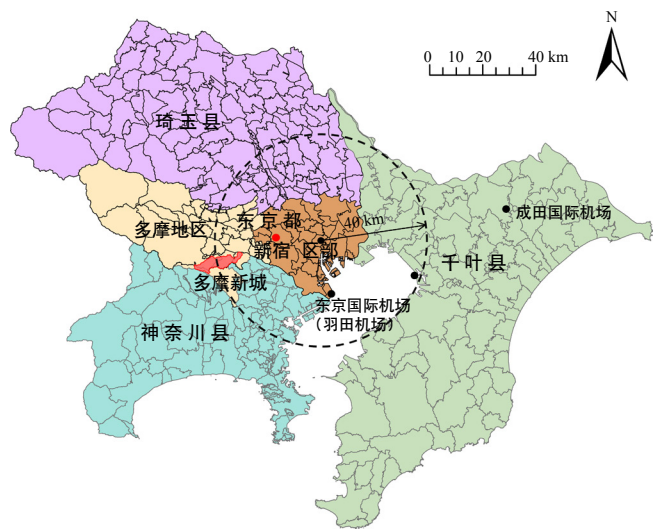 N
0 10 20 40 km
琦玉县
东京都
40 km
多摩地区
新宿 区部
成田国际机场
千叶县
多摩新城
东京国际机场
（羽田机场）
神奈川县